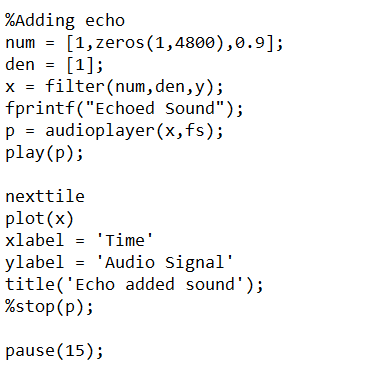 %Adding echo
num = [1,zeros(1,4800),0.9];
den = [1];
x = filter(num,den,y);
fprintf("Echoed Sound");
p = audioplayer(x,fs);
play(p);
nexttile
plot(x)
xlabel = 'Time'
ylabel = 'Audio Signal'
title('Echo added sound');
%stop(p);
pause(15);